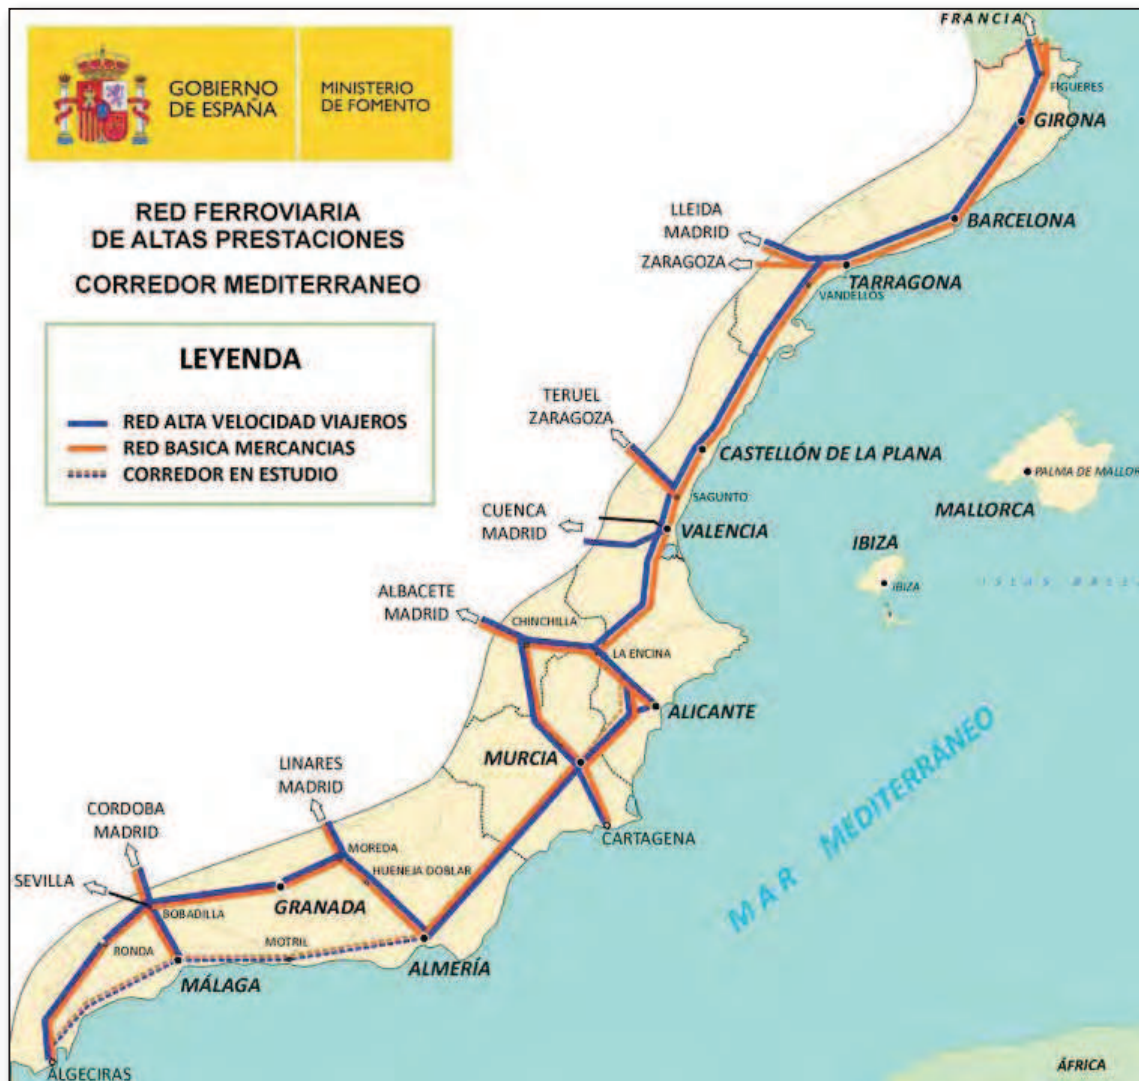 FRANCIA
GOBIERNO
DE ESPAÑA
MINISTERIO
DE FOMENTO
FIGUERES
GIRONA
RED FERROVIARIA
DE ALTAS PRESTACIONES
CORREDOR MEDITERRANEO
LLEIDA
MADRID
ZARAGOZA
BARCELONA
TARRAGONA
VANDELLOS
LEYENDA
RED ALTA VELOCIDAD VIAJEROS
RED BASICA MERCANCIAS
CORREDOR EN ESTUDIO
TERUEL
ZARAGOZA
CASTELLÓN DE LA PLANA
PALMA DE MALLOR
MALLORCA
SAGUNTO
CUENCA
MADRID
VALENCIA
IBIZA
IBIZA
ALBACETE
MADRID
CHINCHILLA
LA ENCINA
ALICANTE
MURCIA
MAR MEDITERRÁNEO
LINARES
MADRID
CORDOBA
MADRID
CARTAGENA
MOREDA
HUENEJA DOBLAR
SEVILLA
BOBADILLA
GRANADA
RONDA
MOTRIL
MÁLAGA
ALMERÍA
ALGECIRAS
ÁFRICA